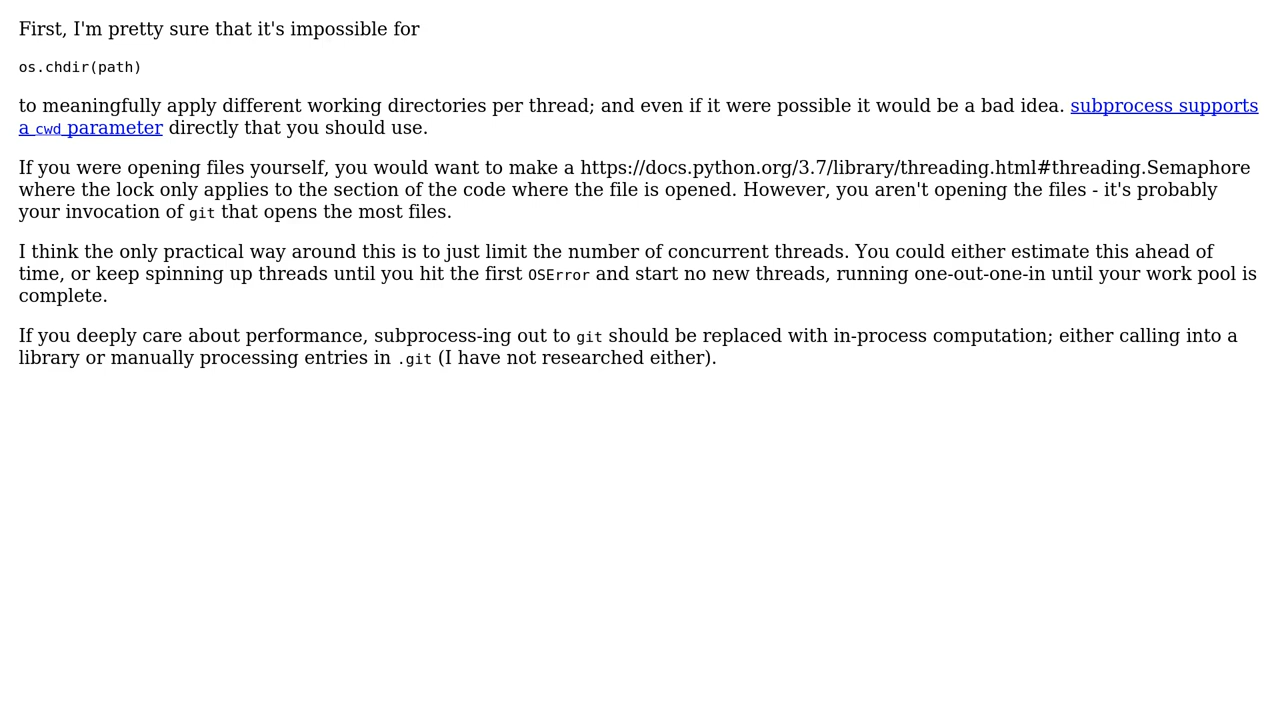 First, I'm pretty sure that it's impossible for
os.chdir(path)
to meaningfully apply different working directories per thread; and even if it were possible it would be a bad idea. subprocess supports
a cwd parameter directly that you should use.
If you were opening files yourself, you would want to make a https://docs.python.org/3.7/library/threading.html#threading.Semaphore
where the lock only applies to the section of the code where the file is opened. However, you aren't opening the files - it's probably
your invocation of git that opens the most files.
I think the only practical way around this is to just limit the number of concurrent threads. You could either estimate this ahead of
time, or keep spinning up threads until you hit the first OSError and start no new threads, running one-out-one-in until your work pool is
complete.
If you deeply care about performance, subprocess-ing out to git should be replaced with in-process computation; either calling into a
library or manually processing entries in .git (I have not researched either).